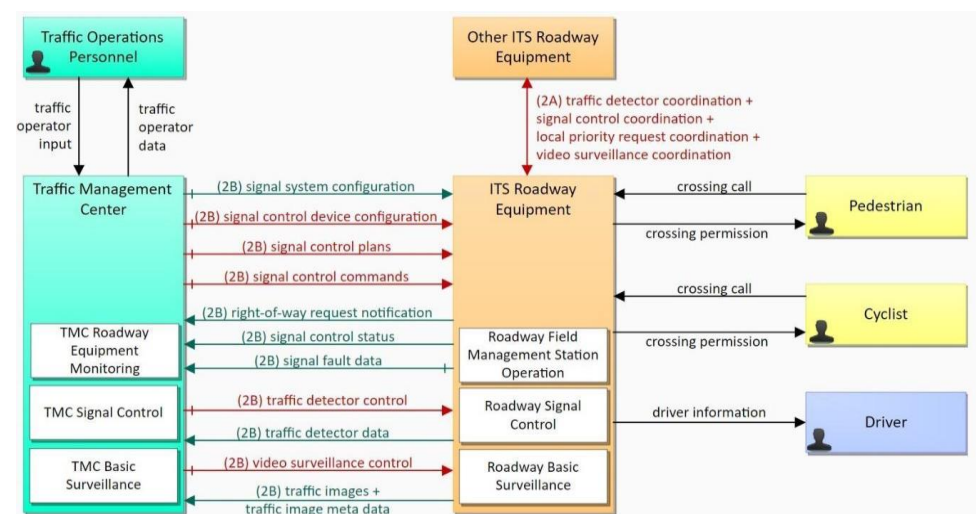 Traffic Operations
Personnel
Other ITS Roadway
Equipment
traffic
operator
input
traffic
operator
data
(2A) traffic detector coordination +
signal control coordination +
local priority request coordination +
video surveillance coordination
Traffic Management
Center
ITS Roadway
Equipment
(2B) signal system configuration
(2B) signal control device configuration
(2B) signal control plans
(2B) signal control commands
(2B) right-of-way request notification
(2B) signal control status
(2B) signal fault data
(2B) traffic detector control
(2B) traffic detector data
(2B) video surveillance control
(2B) traffic images +
traffic image meta data
TMC Roadway
Equipment
Monitoring
TMC Signal Control
TMC Basic
Surveillance
Roadway Field
Management Station
Operation
Roadway Signal
Control
Roadway Basic
Surveillance
crossing call
crossing permission
Pedestrian
crossing call
crossing permission
Cyclist
driver information
Driver